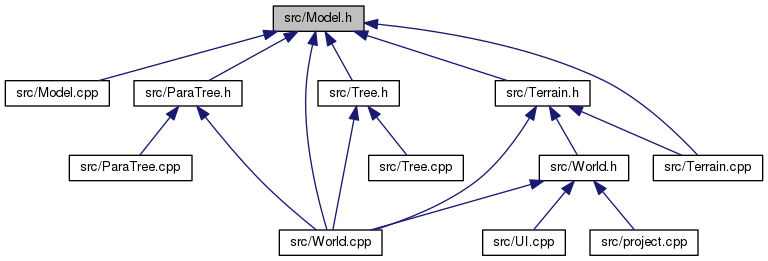 src/Model.h
src/Model.cpp
src/ParaTree.h
src/Tree.h
src/Terrain.h
src/ParaTree.cpp
src/Tree.cpp
src/World.h
src/Terrain.cpp
src/World.cpp
src/UI.cpp
src/project.cpp